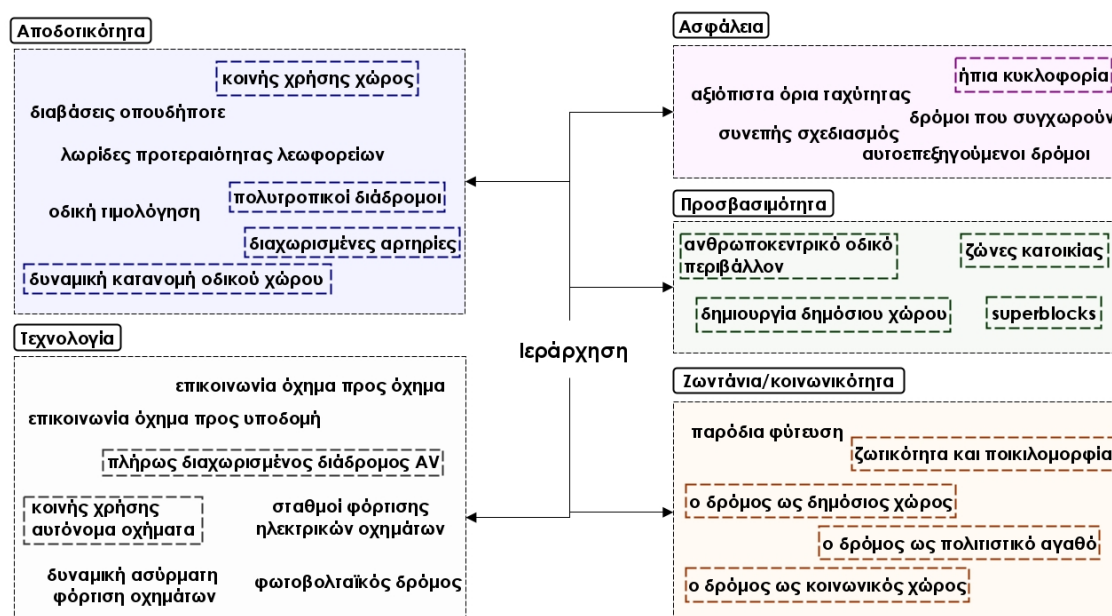 Αποδοτικότητα
κοινής χρήσης χώρος
διαβάσεις οπουδήποτε
λωρίδες προτεραιότητας λεωφορείων
πολυτροπικοί διάδρομοι
οδική τιμολόγηση
διαχωρισμένες αρτηρίες
δυναμική κατανομή οδικού χώρου
Τεχνολογία
επικοινωνία όχημα προς όχημα
επικοινωνία όχημα προς υποδομή
πλήρως διαχωρισμένος διάδρομος AV
κοινής χρήσης
αυτόνομα οχήματα
σταθμοί φόρτισης
ηλεκτρικών οχημάτων
δυναμική ασύρματη
φόρτιση οχημάτων
φωτοβολταϊκός δρόμος
Ιεράρχηση
Ασφάλεια
ήπια κυκλοφορία
αξιόπιστα όρια ταχύτητας
δρόμοι που συγχωρούν
συνεπής σχεδιασμός
αυτοεπεξηγούμενοι δρόμοι
Προσβασιμότητα
ανθρωποκεντρικό οδικό
περιβάλλον
ζώνες κατοικίας
δημιουργία δημόσιου χώρου
superblocks
Ζωντάνια/κοινωνικότητα
παρόδια φύτευση
ζωτικότητα και ποικιλομορφία
ο δρόμος ως δημόσιος χώρος
ο δρόμος ως πολιτιστικό αγαθό
ο δρόμος ως κοινωνικός χώρος